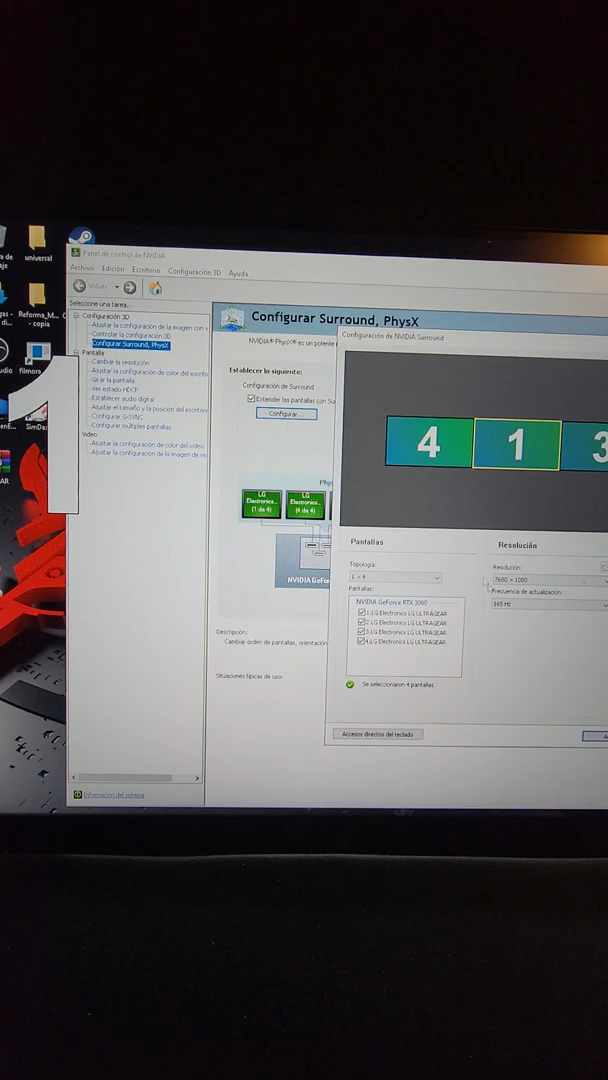 universal
Reforma_M...
- copia
filmora
SimDas
AR
Panel de control de NVIDIA
Archivo Edición Escritorio Configuración 3D Ayuda
Volver
Seleccione una tarea...
Configuración 3D
Ajustar la configuración de la imagen con v
Controlar la configuración 3D
Configurar Surround, PhysX
Pantalla
Cambiar la resolución
Ajustar la configuración de color del escrito
Girar la pantalla
Ver estado HDCP
Establecer audio digital
Ajustar el tamaño y la posición del escritori
Configurar G-SYNC
Configurar múltiples pantallas
Vídeo
Ajustar la configuración de color del vídeo
Ajustar la configuración de la imagen de
Información del sistema
1
Configurar Surround, PhysX
NVIDIA® PhysX® es un potente
Establecer lo siguiente:
Configuración de Surround
Extender las pantallas con Su
Configurar...
Phys
LG
Electronics...
(1 de 4)
LG
Electronics...
(4 de 4)
NVIDIA GeFor
Descripción:
Cambiar orden de pantallas, orientación
Situaciones típicas de uso:
Configuración de NVIDIA Surround
4 1 3
Pantallas
Topología:
1 × 4
Pantallas:
NVIDIA GeForce RTX 3060
1.LG Electronics LG ULTRAGEAR
2.LG Electronics LG ULTRAGEAR
3.LG Electronics LG ULTRAGEAR
4.LG Electronics LG ULTRAGEAR
Se seleccionaron 4 pantallas.
Resolución
Resolución:
7680 × 1080
Frecuencia de actualización:
165 Hz
Accesos directos del teclado